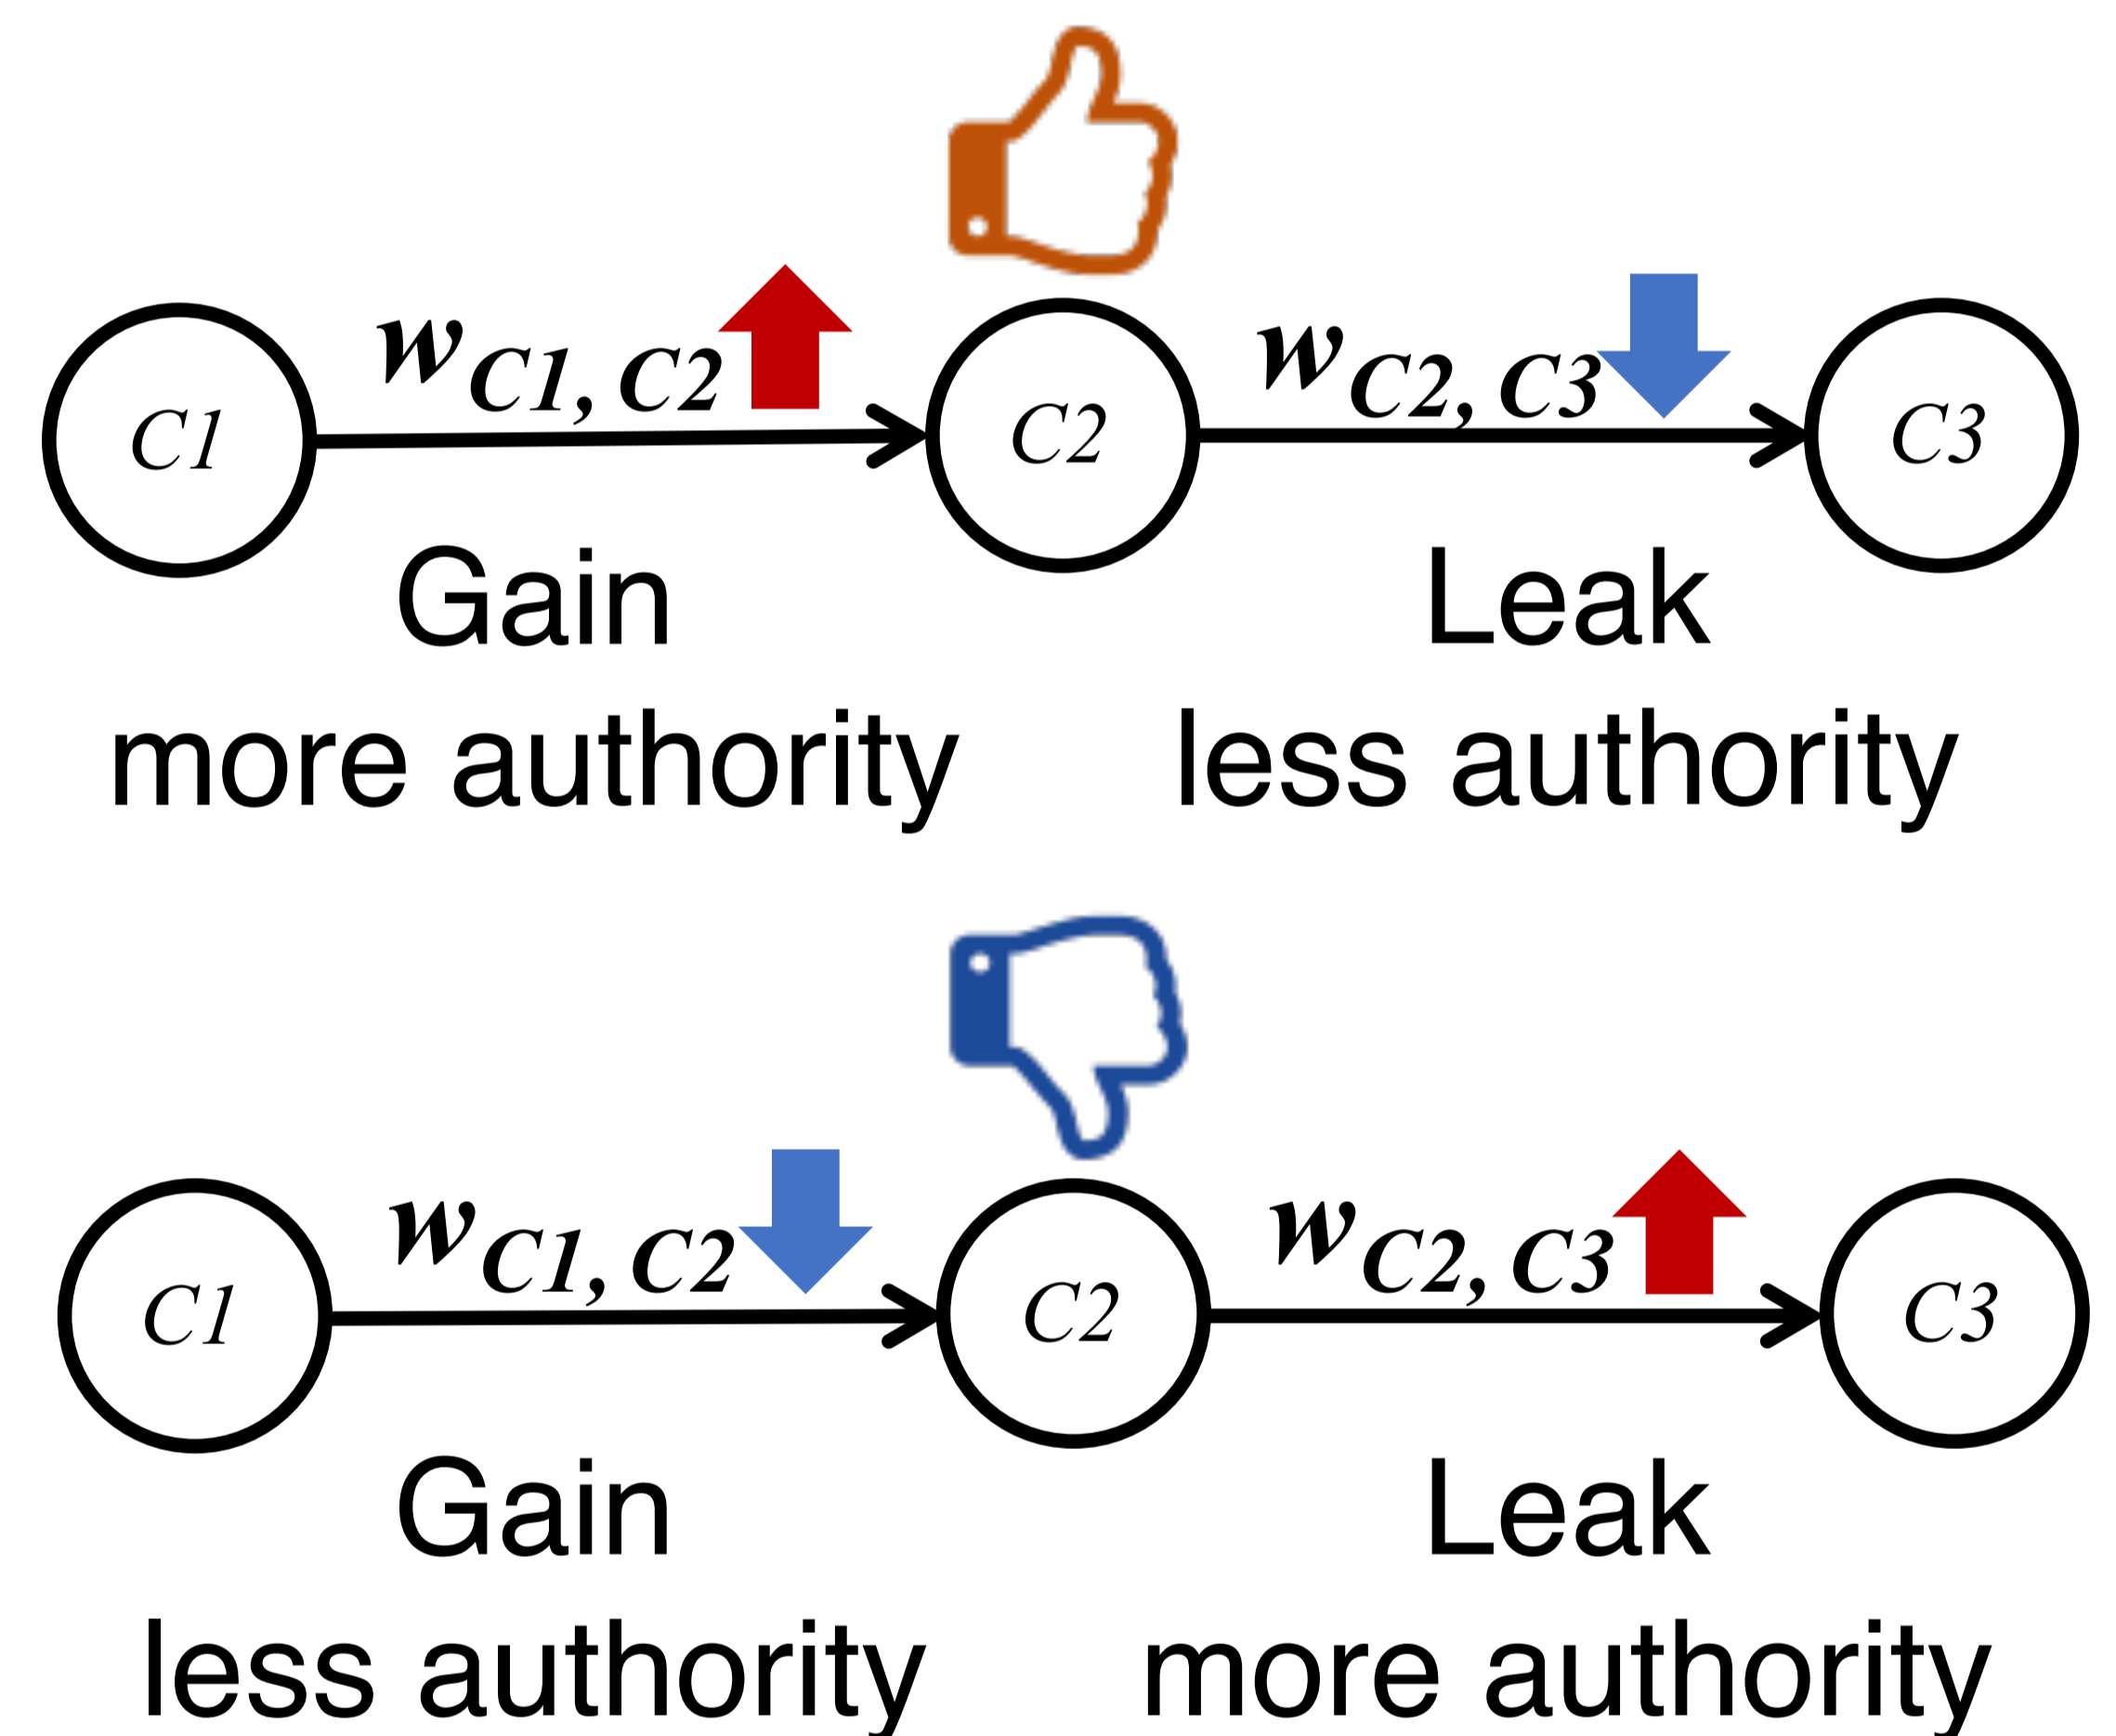 w_{C1, C2} w_{C2, C3}
C1 C2 C3
Gain Leak
more authority less authority
w_{C1, C2} w_{C2, C3}
C1 C2 C3
Gain Leak
less authority more authority